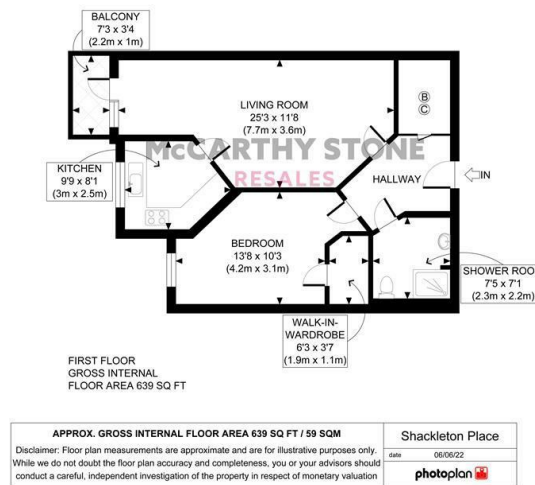 BALCONY
7'3 x 3'4
(2.2m x 1m)
LIVING ROOM
25'3 x 11'8
(7.7m x 3.6m)
B
C
McCARTHY STONE
RESALES
KITCHEN
9'9 x 8'1
(3m x 2.5m)
HALLWAY
IN
BEDROOM
13'8 x 10'3
(4.2m x 3.1m)
SHOWER ROO
7'5 x 7'1
(2.3m x 2.2m)
WALK-IN-
WARDROBE
6'3 x 3'7
(1.9m x 1.1m)
FIRST FLOOR
GROSS INTERNAL
FLOOR AREA 639 SQ FT
APPROX. GROSS INTERNAL FLOOR AREA 639 SQ FT / 59 SQM
Disclaimer: Floor plan measurements are approximate and are for illustrative purposes only.
While we do not doubt the floor plan accuracy and completeness, you or your advisors should
conduct a careful, independent investigation of the property in respect of monetary valuation
Shackleton Place
date 06/06/22
photoplan